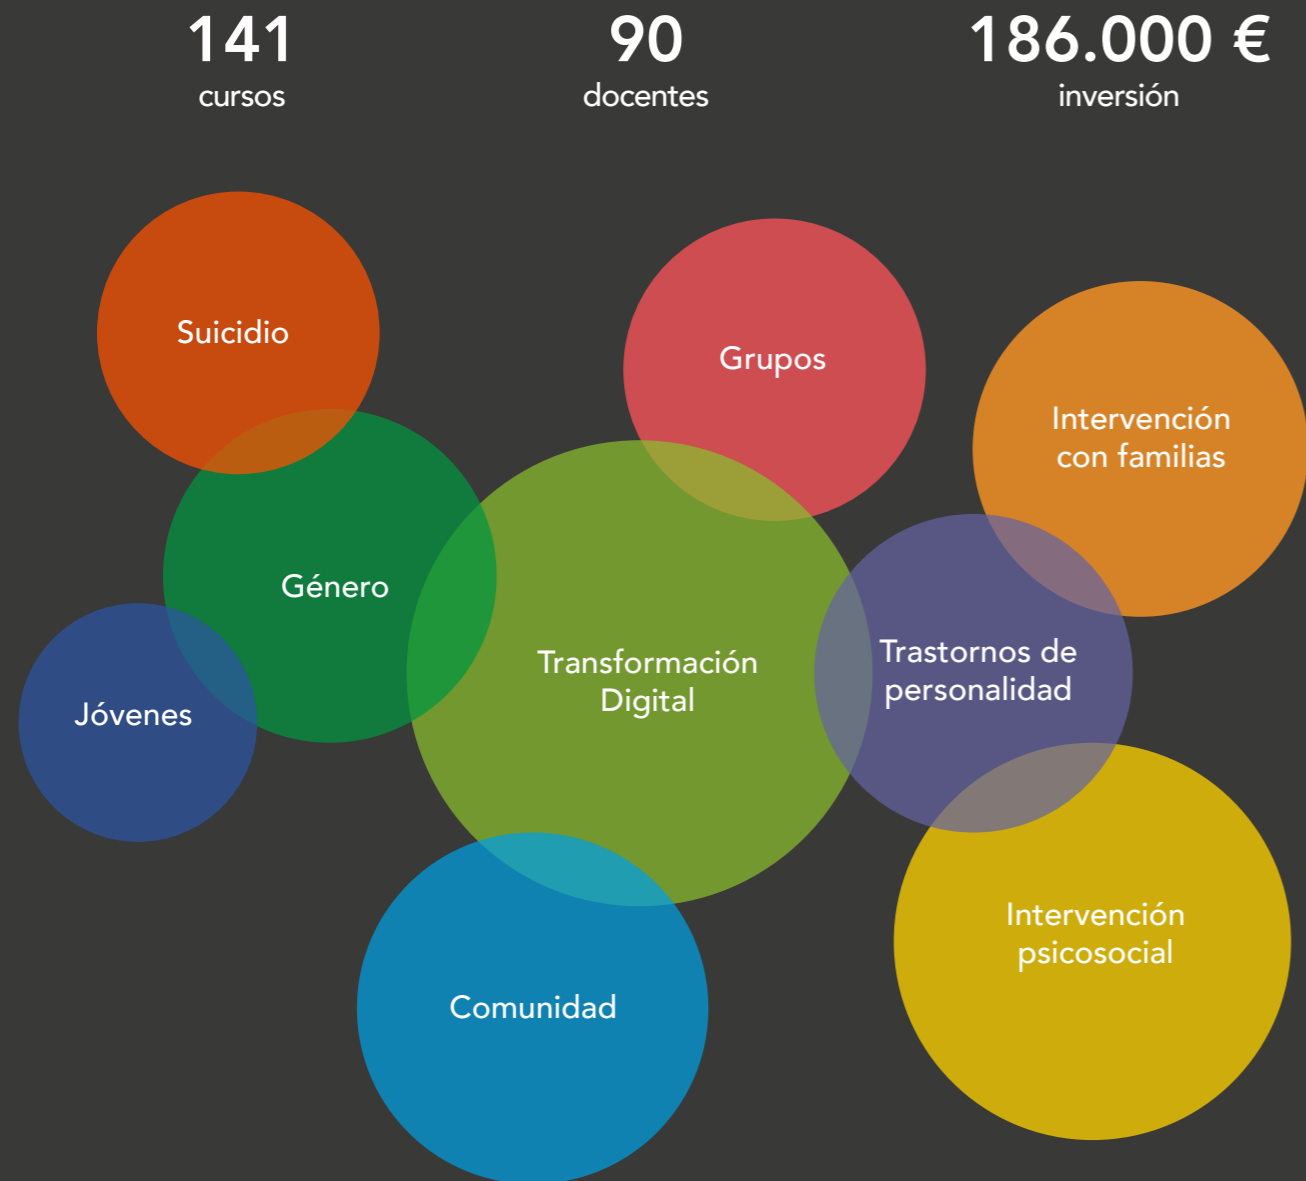 141
cursos
90
docentes
186.000 €
inversión
Suicidio
Grupos
Intervención
con familias
Género
Transformación
Digital
Trastornos de
personalidad
Jóvenes
Intervención
psicosocial
Comunidad